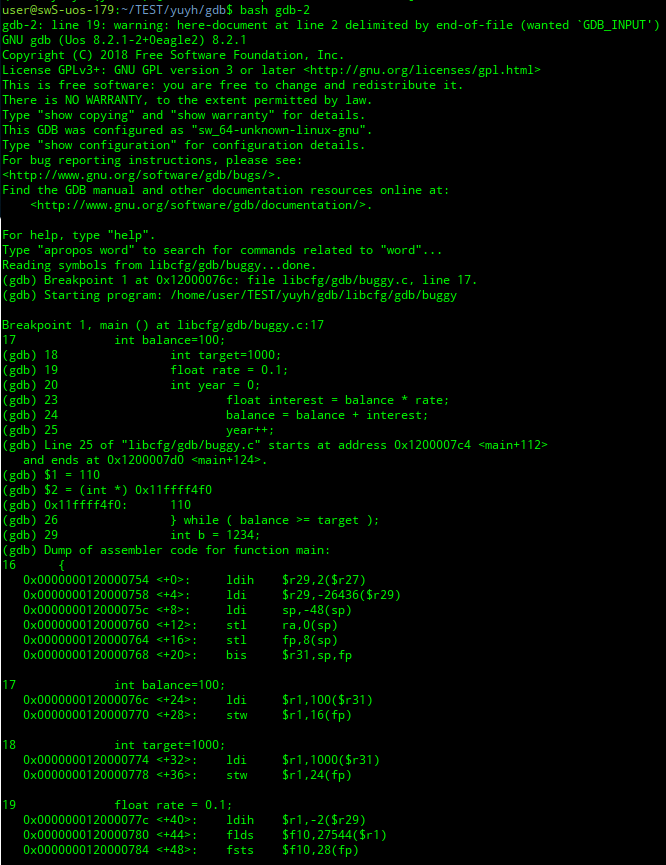 user@swS-uos-179:~/TEST/yuyh/gdb$ bash gdb-2
gdb-2: line 19: warning: here-document at line 2 delimited by end-of-file (wanted `GDB_INPUT')
GNU gdb (Uos 8.2.1-2+0eagle2) 8.2.1
Copyright (C) 2018 Free Software Foundation, Inc.
License GPLv3+: GNU GPL version 3 or later <http://gnu.org/licenses/gpl.html>
This is free software: you are free to change and redistribute it.
There is NO WARRANTY, to the extent permitted by law.
Type "show copying" and "show warranty" for details.
This GDB was configured as "sw_64-unknown-linux-gnu".
Type "show configuration" for configuration details.
For bug reporting instructions, please see:
<http://www.gnu.org/software/gdb/bugs/>.
Find the GDB manual and other documentation resources online at:
    <http://www.gnu.org/software/gdb/documentation/>.

For help, type "help".
Type "apropos word" to search for commands related to "word"...
Reading symbols from libcfg/gdb/buggy...done.
(gdb) Breakpoint 1 at 0x12000076c: file libcfg/gdb/buggy.c, line 17.
(gdb) Starting program: /home/user/TEST/yuyh/gdb/libcfg/gdb/buggy

Breakpoint 1, main () at libcfg/gdb/buggy.c:17
17              int balance=100;
(gdb) 18                int target=1000;
(gdb) 19                float rate = 0.1;
(gdb) 20                int year = 0;
(gdb) 23                        float interest = balance * rate;
(gdb) 24                        balance = balance + interest;
(gdb) 25                        year++;
(gdb) Line 25 of "libcfg/gdb/buggy.c" starts at address 0x1200007c4 <main+112>
   and ends at 0x1200007d0 <main+124>.
(gdb) $1 = 110
(gdb) $2 = (int *) 0x11ffff4f0
(gdb) 0x11ffff4f0:      110
(gdb) 26                } while ( balance >= target );
(gdb) 29                int b = 1234;
(gdb) Dump of assembler code for function main:
16      {
   0x0000000120000754 <+0>:     ldih    $r29,2($r27)
   0x0000000120000758 <+4>:     ldi     $r29,-26436($r29)
   0x000000012000075c <+8>:     ldi     sp,-48(sp)
   0x0000000120000760 <+12>:    stl     ra,0(sp)
   0x0000000120000764 <+16>:    stl     fp,8(sp)
   0x0000000120000768 <+20>:    bis     $r31,sp,fp

17              int balance=100;
   0x000000012000076c <+24>:    ldi     $r1,100($r31)
   0x0000000120000770 <+28>:    stw     $r1,16(fp)

18              int target=1000;
   0x0000000120000774 <+32>:    ldi     $r1,1000($r31)
   0x0000000120000778 <+36>:    stw     $r1,24(fp)

19              float rate = 0.1;
   0x000000012000077c <+40>:    ldih    $r1,-2($r29)
   0x0000000120000780 <+44>:    flds    $f10,27544($r1)
   0x0000000120000784 <+48>:    fsts    $f10,28(fp)